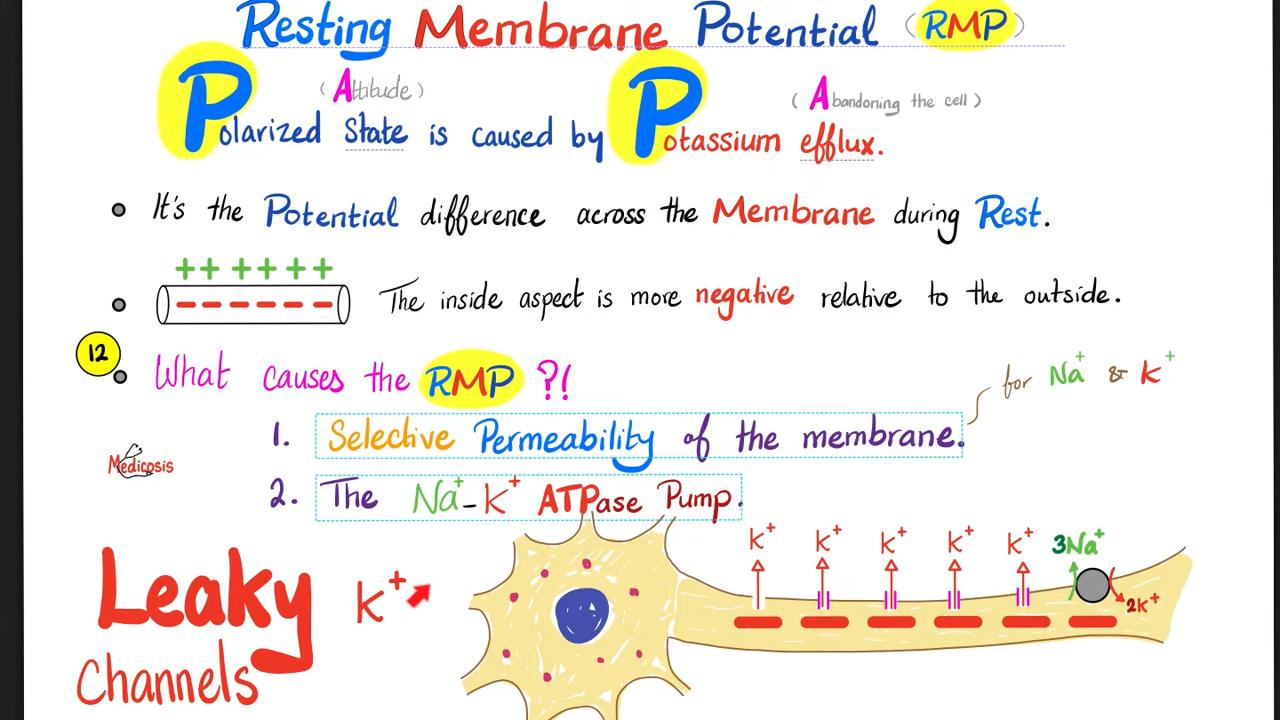 Resting Membrane Potential (RMP)
(Attitude) (Abandoning the cell)
Polarized State is caused by Potassium efflux.
It's the Potential difference across the Membrane during Rest.
++ ++ ++
- - - - - - The inside aspect is more negative relative to the outside.
12
What causes the RMP ?!
for Na+ & K+
1. Selective Permeability of the membrane.
Medicosis
2. The Na+-K+ ATPase Pump.
K+ K+ K+ K+ K+ 3Na+
2K+
Leaky K+
Channels